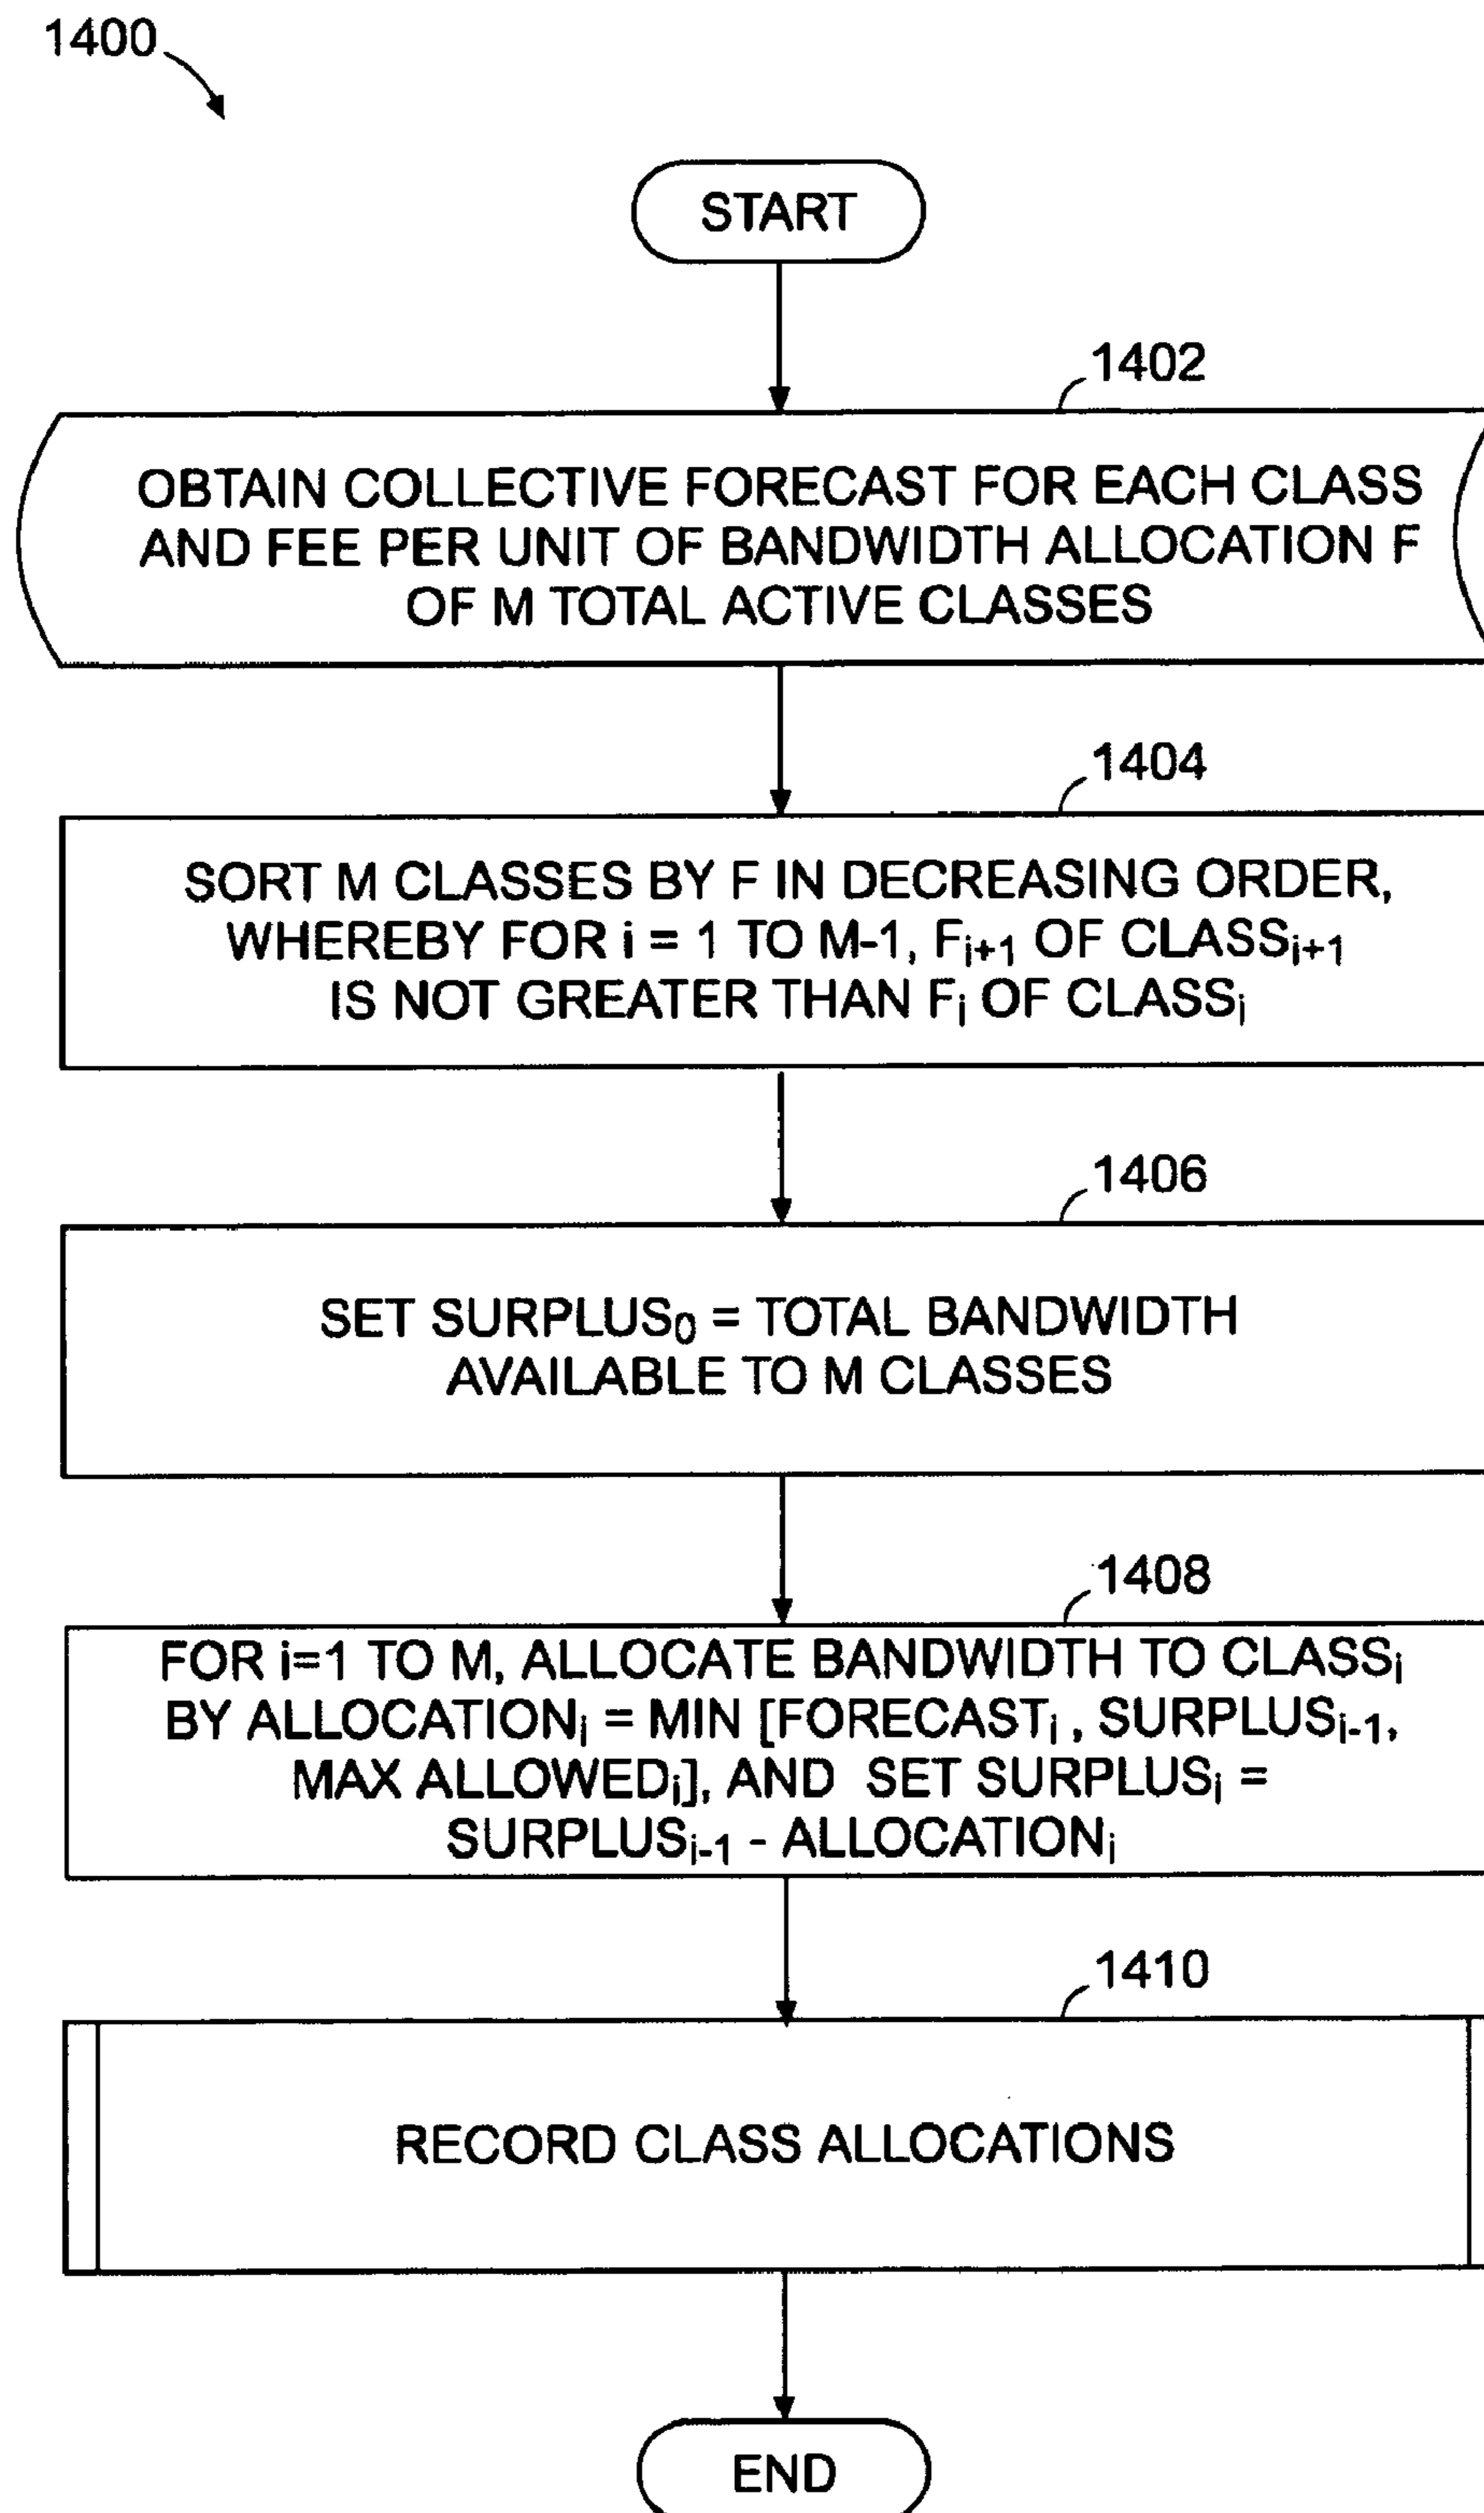 1400
START
1402
OBTAIN COLLECTIVE FORECAST FOR EACH CLASS
AND FEE PER UNIT OF BANDWIDTH ALLOCATION F
OF M TOTAL ACTIVE CLASSES
1404
SORT M CLASSES BY F IN DECREASING ORDER,
WHEREBY FOR i = 1 TO M-1, Fi+1 OF CLASSi+1
IS NOT GREATER THAN Fi OF CLASSi
1406
SET SURPLUS0 = TOTAL BANDWIDTH
AVAILABLE TO M CLASSES
1408
FOR i=1 TO M, ALLOCATE BANDWIDTH TO CLASSi
BY ALLOCATIONi = MIN [FORECASTi , SURPLUSi-1,
MAX ALLOWEDi], AND SET SURPLUSi =
SURPLUSi-1 - ALLOCATIONi
1410
RECORD CLASS ALLOCATIONS
END